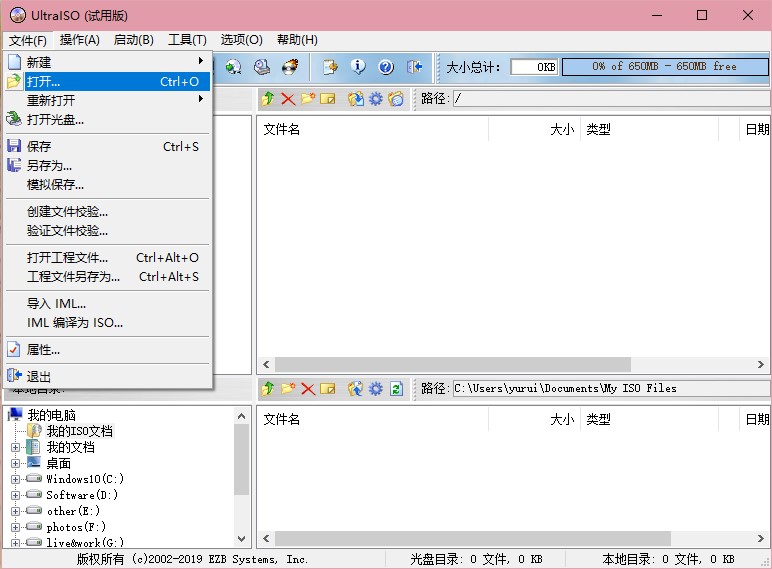 UltraISO (试用版)
文件(F) 操作(A) 启动(B) 工具(T) 选项(O) 帮助(H)
新建
打开... Ctrl+O
重新打开
打开光盘...
保存 Ctrl+S
另存为...
模拟保存...
创建文件校验...
验证文件校验...
打开工程文件... Ctrl+Alt+O
工程文件另存为... Ctrl+Alt+S
导入 IML...
IML 编译为 ISO...
属性...
退出
大小总计: 0KB 0% of 650MB - 650MB free
路径: /
文件名 大小 类型 日期
本地目录:
路径: C:\Users\yurui\Documents\My ISO Files
我的电脑
我的ISO文档
我的文档
桌面
Windows10(C:)
Software(D:)
other(E:)
photos(F:)
live&work(G:)
文件名 大小 类型 日期
版权所有 (c)2002-2019 EZB Systems, Inc. 光盘目录: 0 文件, 0 KB 本地目录: 0 文件, 0 KB